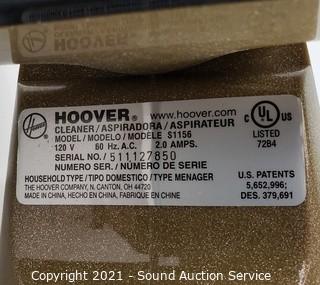 HOOVER® www.hoover.com
CLEANER/ASPIRADORA/ASPIRATEUR
MODEL/MODELO/MODELE S1156
120 V 60 Hz. A.C. 2.0 AMPS.
SERIAL NO./511127850
NUMERO SER./NÚMERO DE SERIE
HOUSEHOLD TYPE/TIPO DOMESTICO/TYPE MENAGER
THE HOOVER COMPANY, N. CANTON, OH 44720
MADE IN CHINA, HECHO EN CHINA, FABRIQUE EN CHINE
Hoover
C UL ® US
LISTED
72B4
U.S. PATENTS
5,652,996;
DES. 379,691
Copyright 2021 - Sound Auction Service